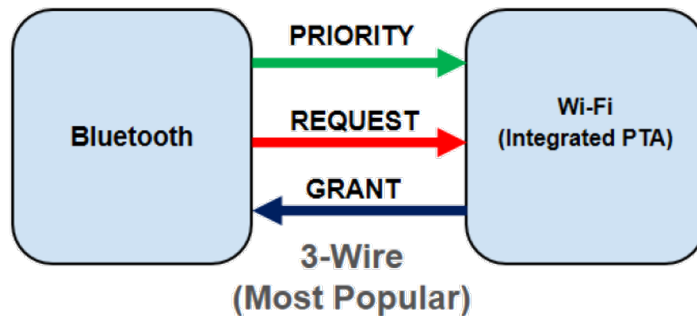 PRIORITY
Bluetooth
REQUEST
Wi-Fi
(Integrated PTA)
GRANT
3-Wire
(Most Popular)